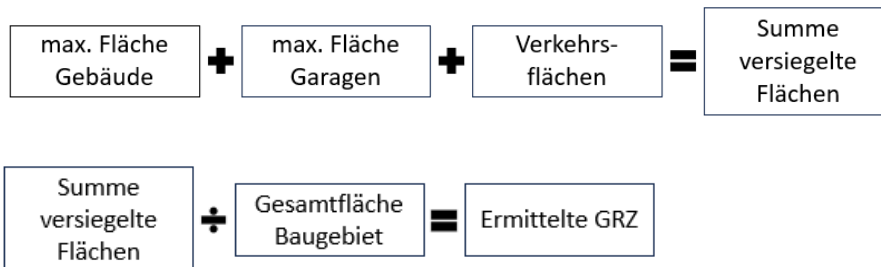 max. Fläche
Gebäude
+
max. Fläche
Garagen
+
Verkehrs-
flächen
=
Summe
versiegelte
Flächen
Summe
versiegelte
Flächen
÷
Gesamtfläche
Baugebiet
=
Ermittelte GRZ